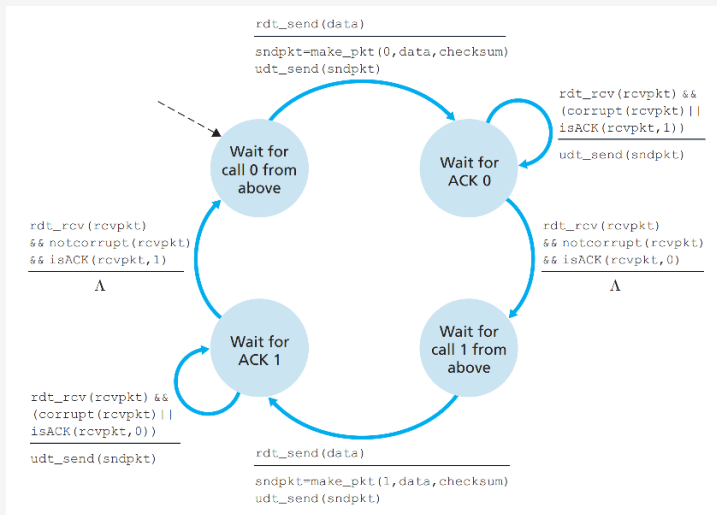 rdt_send(data)
sndpkt=make_pkt(0,data,checksum)
udt_send(sndpkt)
rdt_rcv(rcvpkt) &&
(corrupt(rcvpkt)||
isACK(rcvpkt,1))
udt_send(sndpkt)
Wait for
call 0 from
above
Wait for
ACK 0
rdt_rcv(rcvpkt)
&& notcorrupt(rcvpkt)
&& isACK(rcvpkt,1)
Λ
rdt_rcv(rcvpkt)
&& notcorrupt(rcvpkt)
&& isACK(rcvpkt,0)
Λ
Wait for
ACK 1
Wait for
call 1 from
above
rdt_rcv(rcvpkt) &&
(corrupt(rcvpkt)||
isACK(rcvpkt,0))
udt_send(sndpkt)
rdt_send(data)
sndpkt=make_pkt(1,data,checksum)
udt_send(sndpkt)